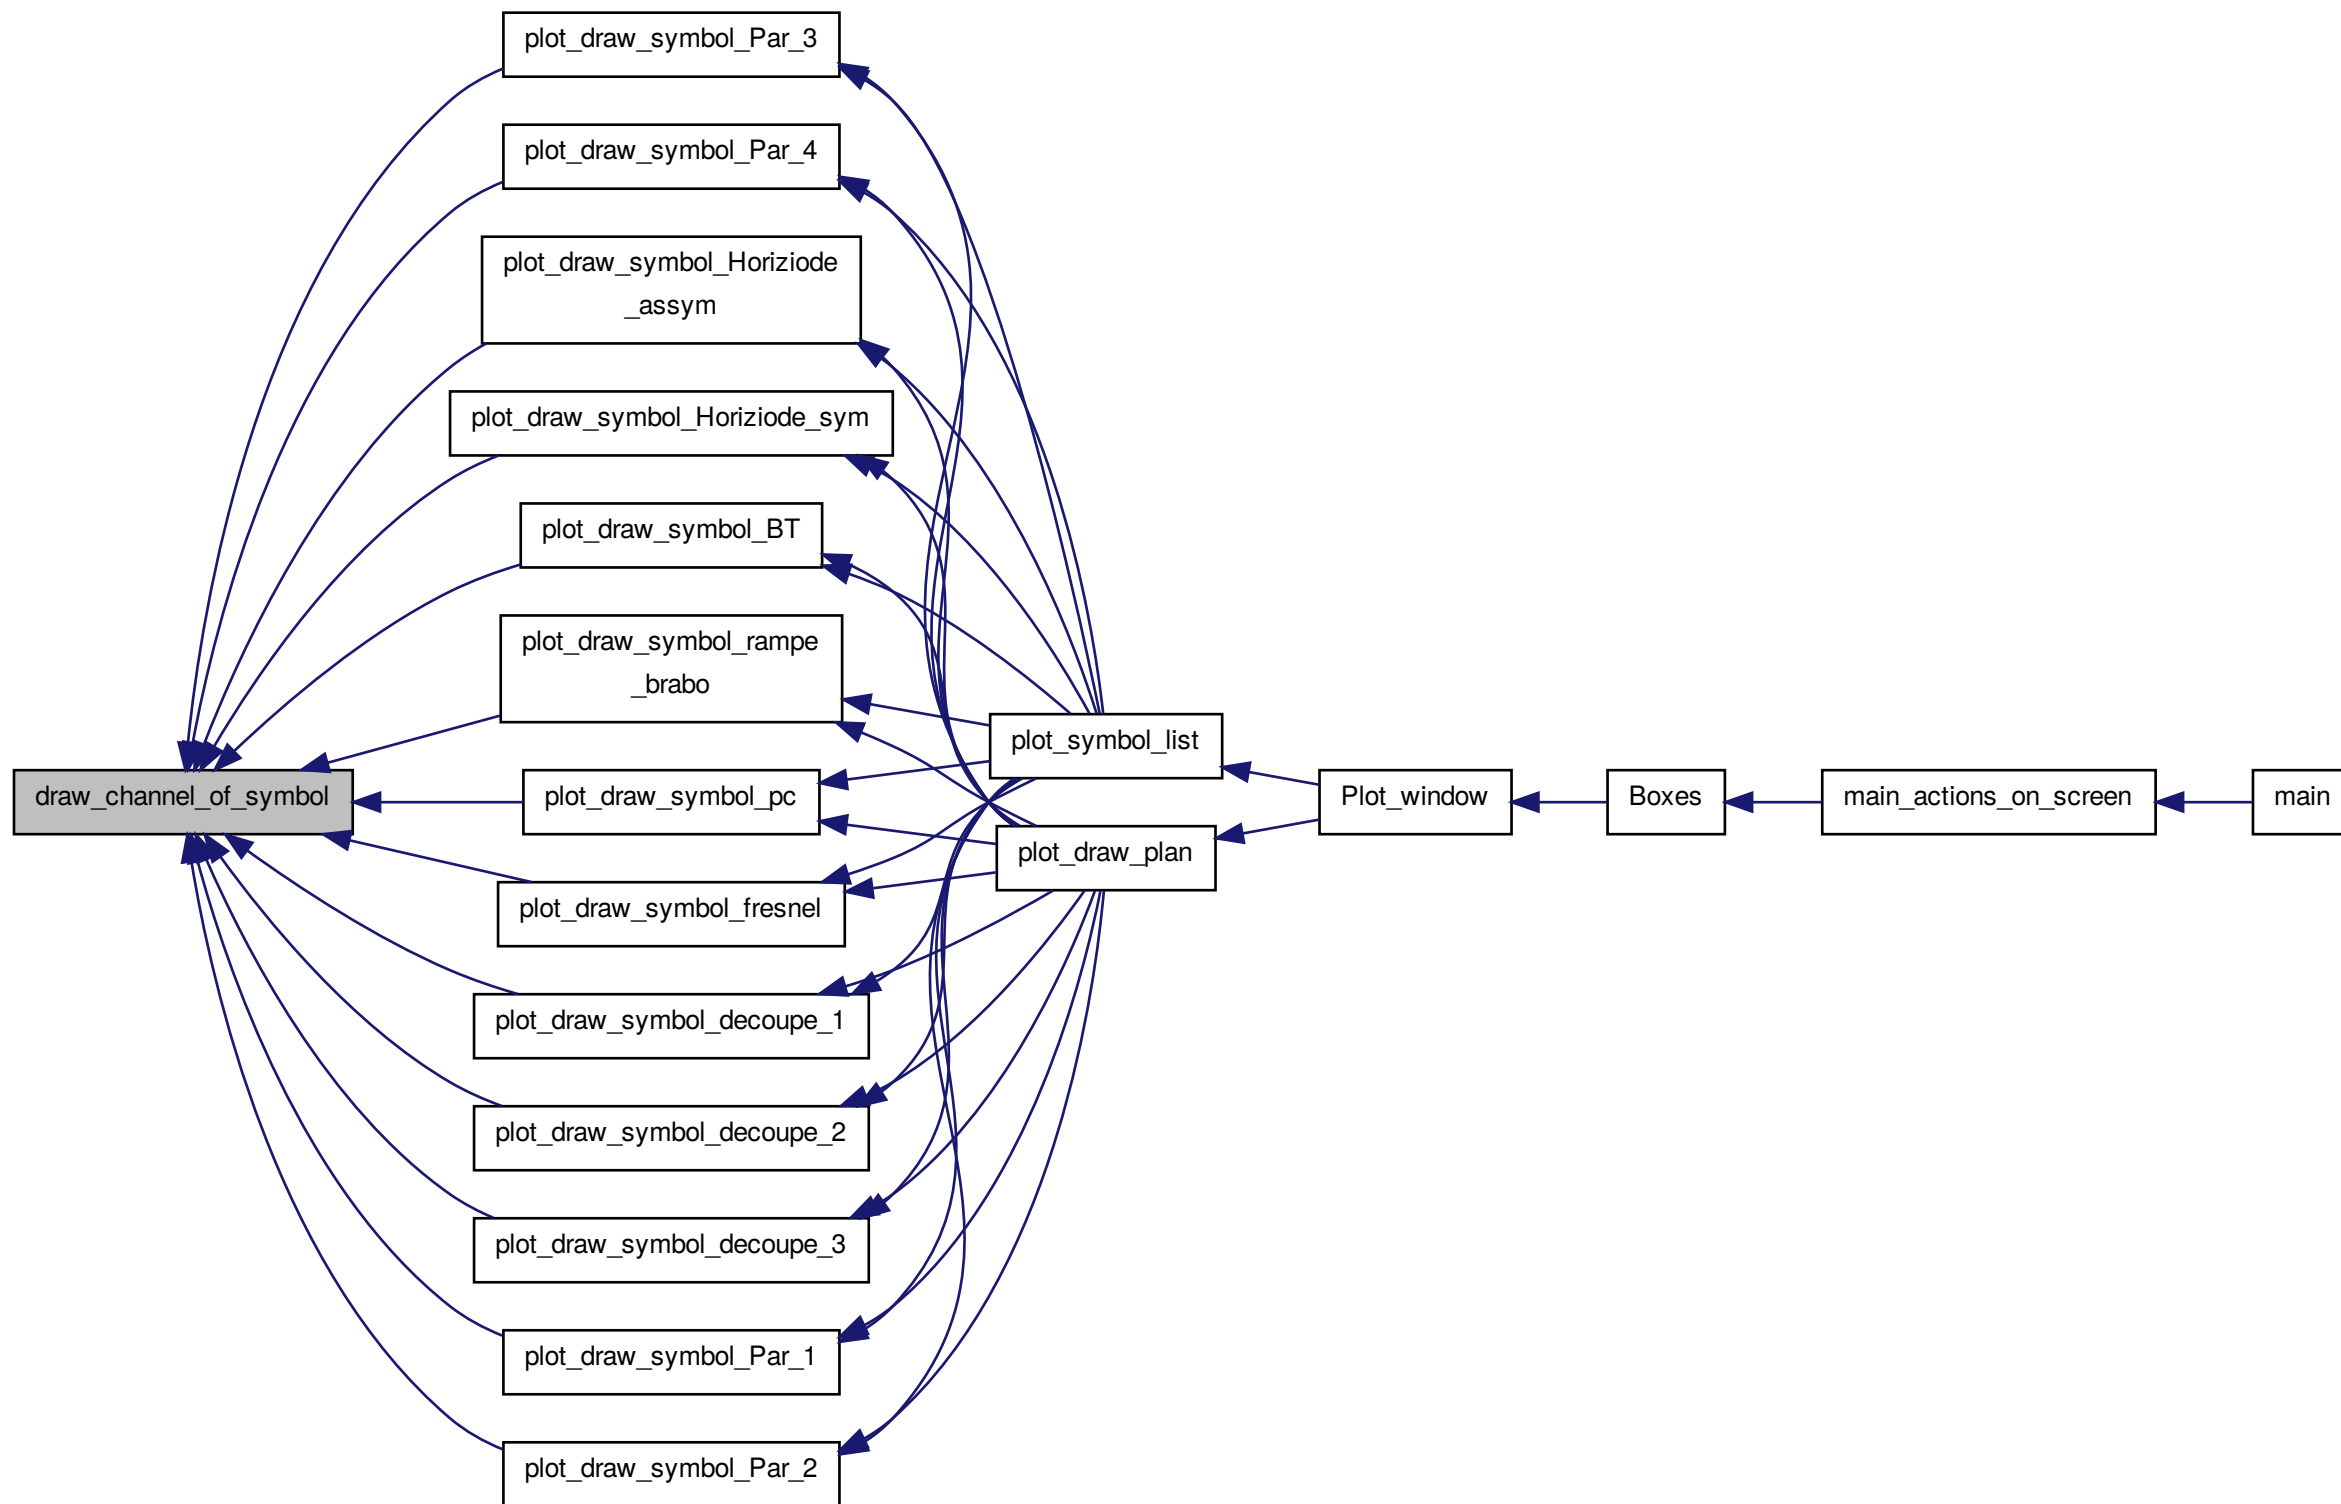 plot_draw_symbol_Par_3
plot_draw_symbol_Par_4
plot_draw_symbol_Horiziode
_assym
plot_draw_symbol_Horiziode_sym
plot_draw_symbol_BT
plot_draw_symbol_rampe
_brabo
draw_channel_of_symbol
plot_draw_symbol_pc
plot_draw_symbol_fresnel
plot_draw_symbol_decoupe_1
plot_draw_symbol_decoupe_2
plot_draw_symbol_decoupe_3
plot_draw_symbol_Par_1
plot_draw_symbol_Par_2
plot_symbol_list
plot_draw_plan
Plot_window
Boxes
main_actions_on_screen
main